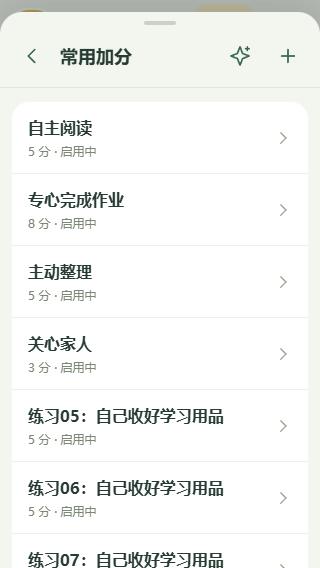 常用加分
自主阅读
5 分 · 启用中
专心完成作业
8 分 · 启用中
主动整理
5 分 · 启用中
关心家人
3 分 · 启用中
练习05：自己收好学习用品
5 分 · 启用中
练习06：自己收好学习用品
5 分 · 启用中
练习07：自己收好学习用品